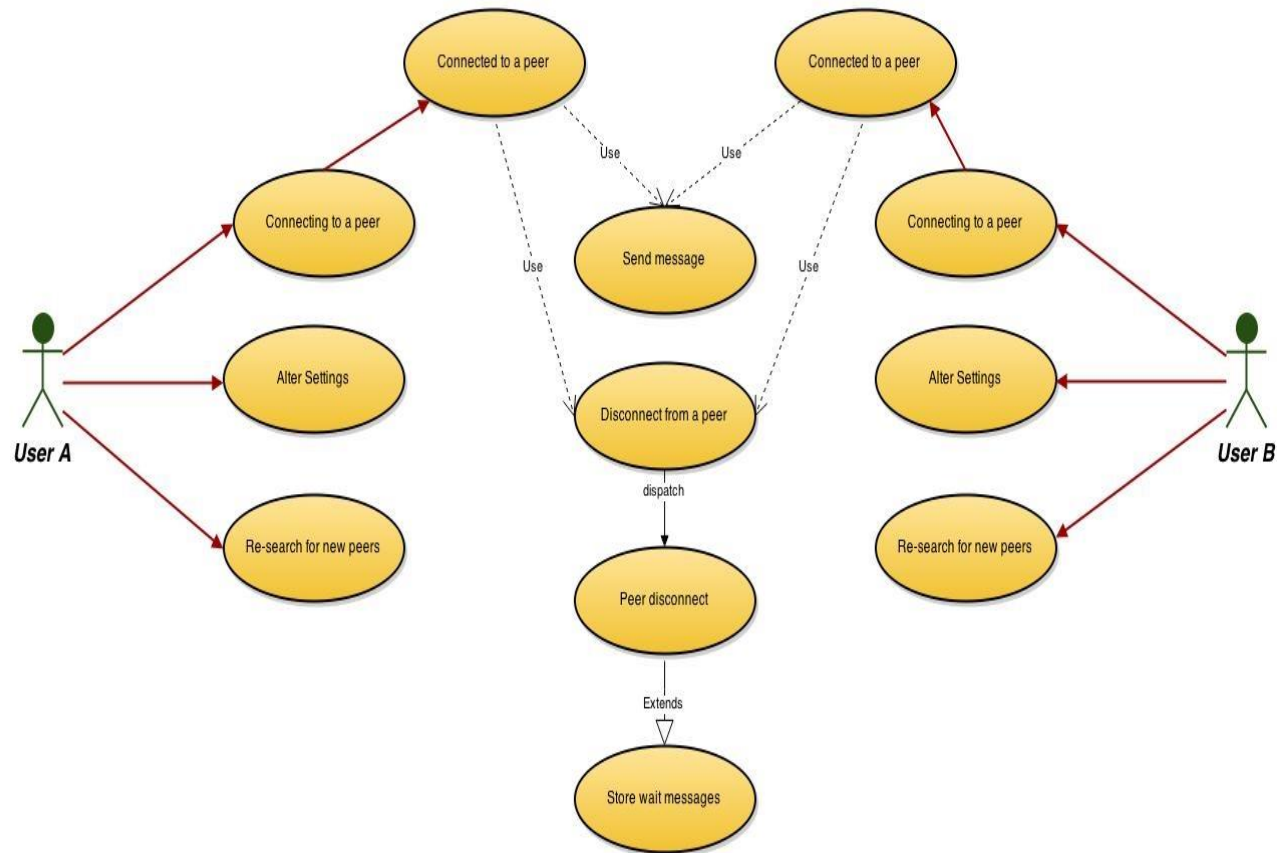 Connected to a peer
Connected to a peer
Use
Use
Connecting to a peer
Connecting to a peer
Send message
Use
Use
Alter Settings
Alter Settings
Disconnect from a peer
User A
User B
dispatch
Re-search for new peers
Re-search for new peers
Peer disconnect
Extends
Store wait messages